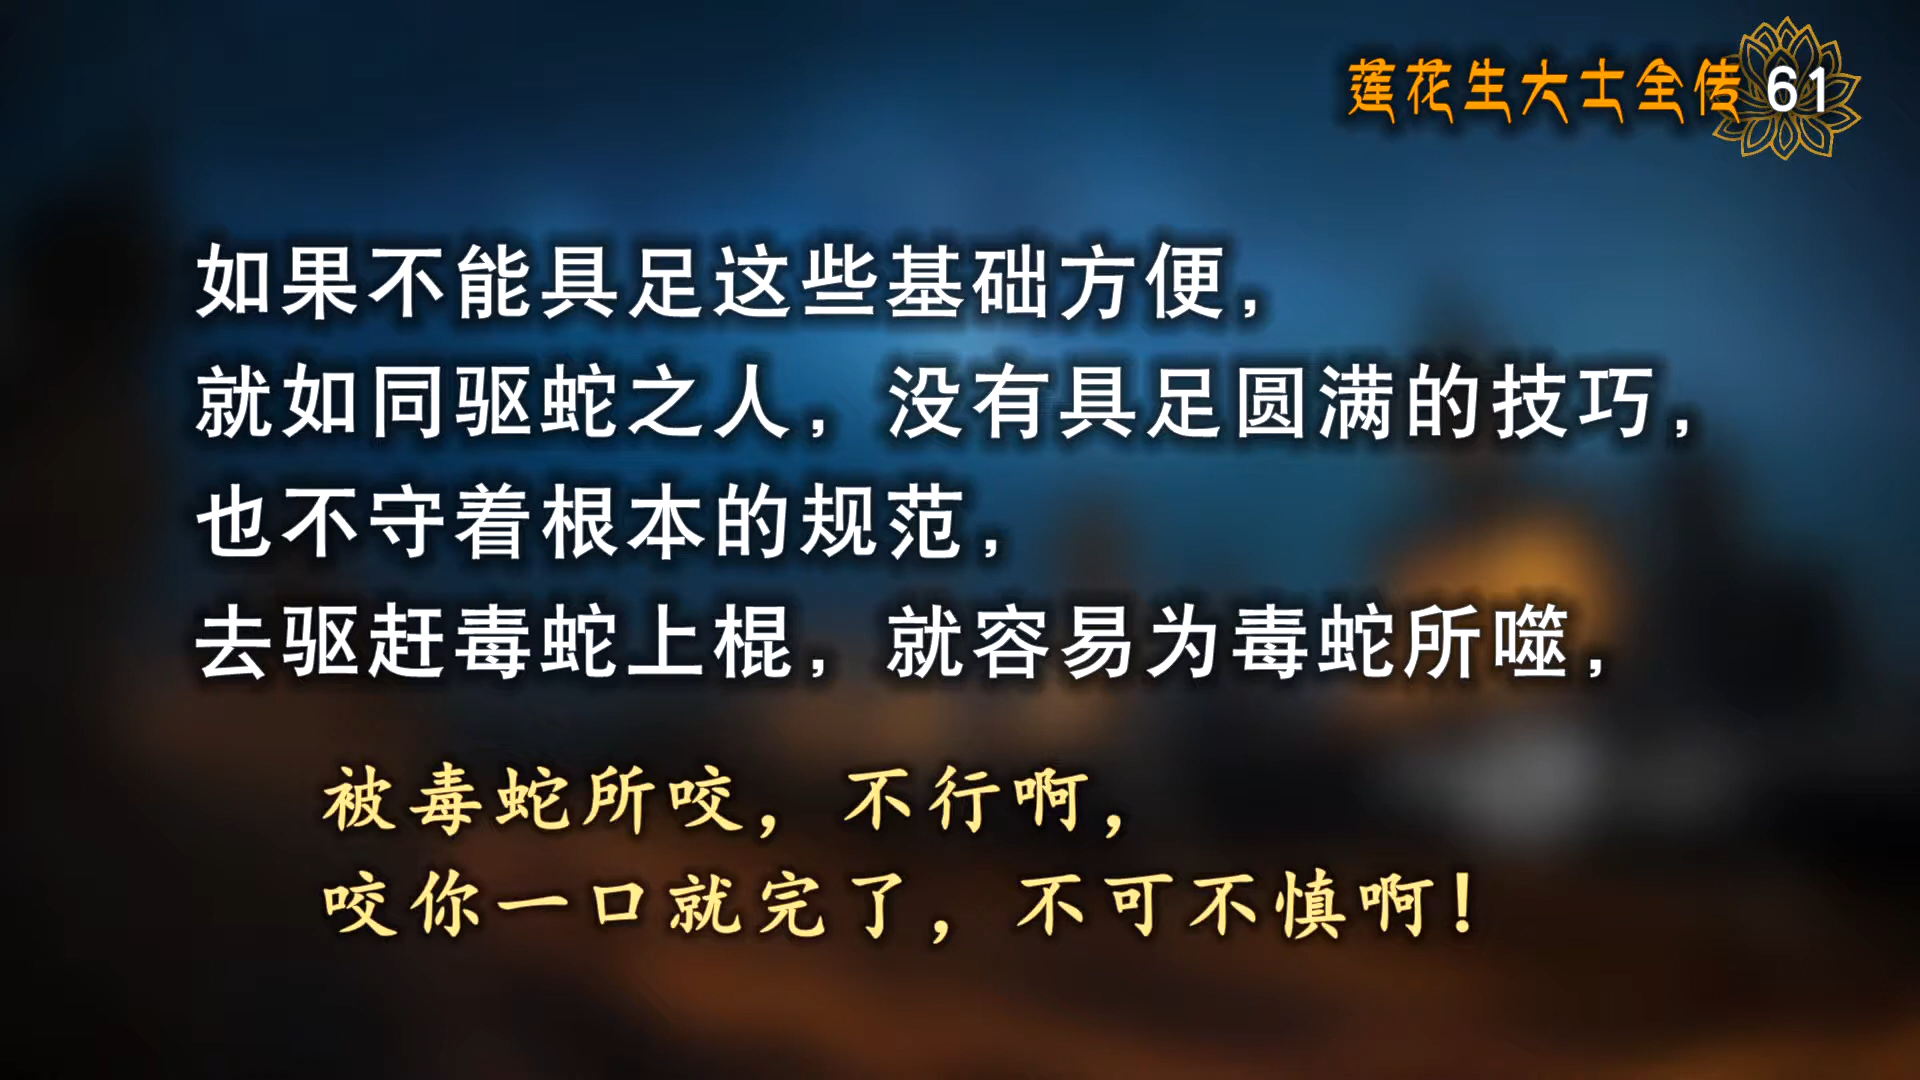 莲花生大士全传 61
如果不能具足这些基础方便，
就如同驱蛇之人，没有具足圆满的技巧，
也不守着根本的规范，
去驱赶毒蛇上棍，就容易为毒蛇所噬，
被毒蛇所咬，不行啊，
咬你一口就完了，不可不慎啊！